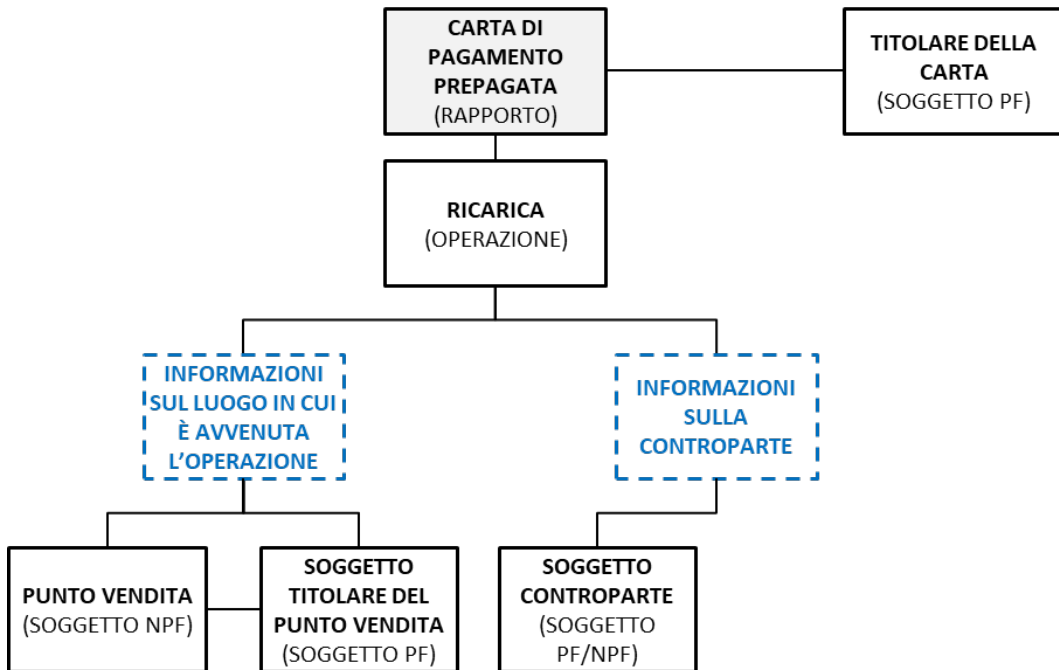 CARTA DI
PAGAMENTO
PREPAGATA
(RAPPORTO)
TITOLARE DELLA
CARTA
(SOGGETTO PF)
RICARICA
(OPERAZIONE)
INFORMAZIONI
SUL LUOGO IN CUI
È AVVENUTA
L’OPERAZIONE
INFORMAZIONI
SULLA
CONTROPARTE
PUNTO VENDITA
(SOGGETTO NPF)
SOGGETTO
TITOLARE DEL
PUNTO VENDITA
(SOGGETTO PF)
SOGGETTO
CONTROPARTE
(SOGGETTO
PF/NPF)